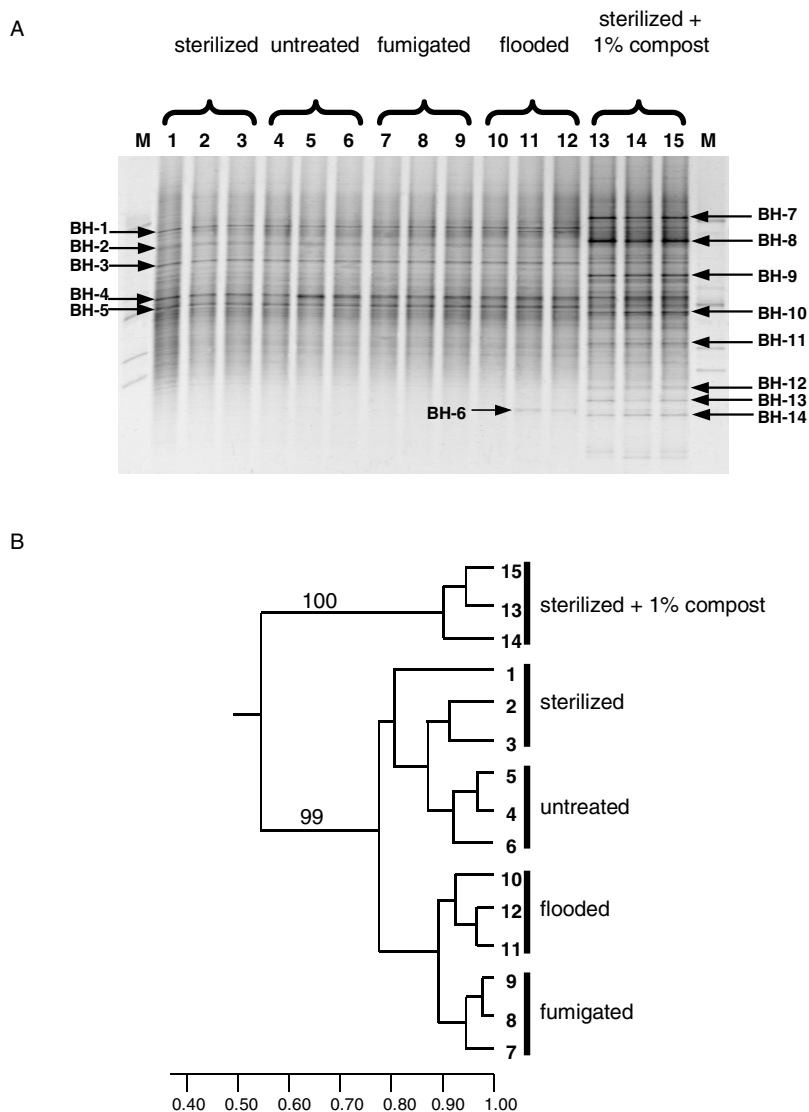 A
sterilized untreated fumigated flooded sterilized +
1% compost
M 1 2 3 4 5 6 7 8 9 10 11 12 13 14 15 M
BH-1
BH-2
BH-3
BH-4
BH-5
BH-6
BH-7
BH-8
BH-9
BH-10
BH-11
BH-12
BH-13
BH-14
B
100
15
13
14
sterilized + 1% compost
99
1
2
3
sterilized
5
4
6
untreated
10
12
11
flooded
9
8
7
fumigated
0.40 0.50 0.60 0.70 0.80 0.90 1.00